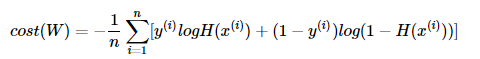 cost(W) = −\frac{1}{n} \sum_{i=1}^{n} [y^{(i)} logH(x^{(i)}) + (1 − y^{(i)})log(1 − H(x^{(i)}))]